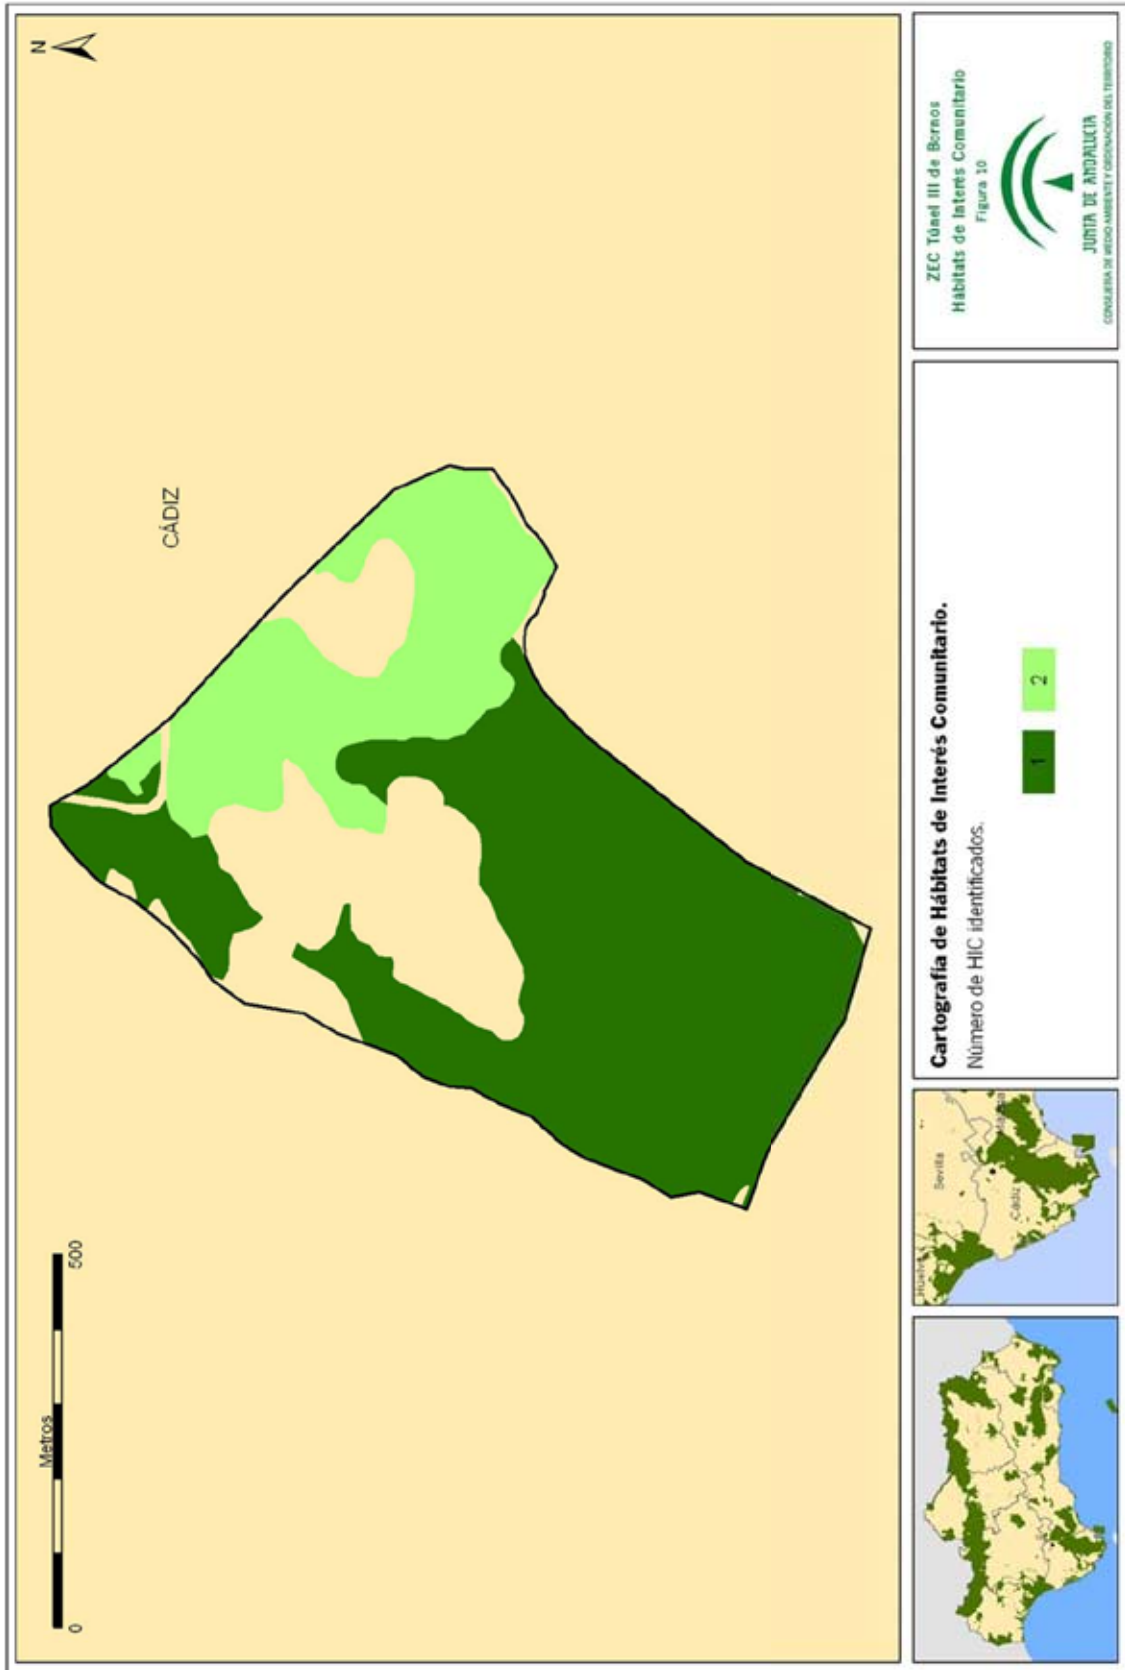 N
CÁDIZ
Metros
0
500
Sevilla
Huelva
Cádiz
Málaga
Cartografía de Hábitats de Interés Comunitario.
Número de HIC identificados.
1
2
ZEC Túnel III de Bornos
Hábitats de Interés Comunitario
Figura 10
JUNTA DE ANDALUCIA
CONSEJERÍA DE MEDIO AMBIENTE Y ORDENACIÓN DEL TERRITORIO